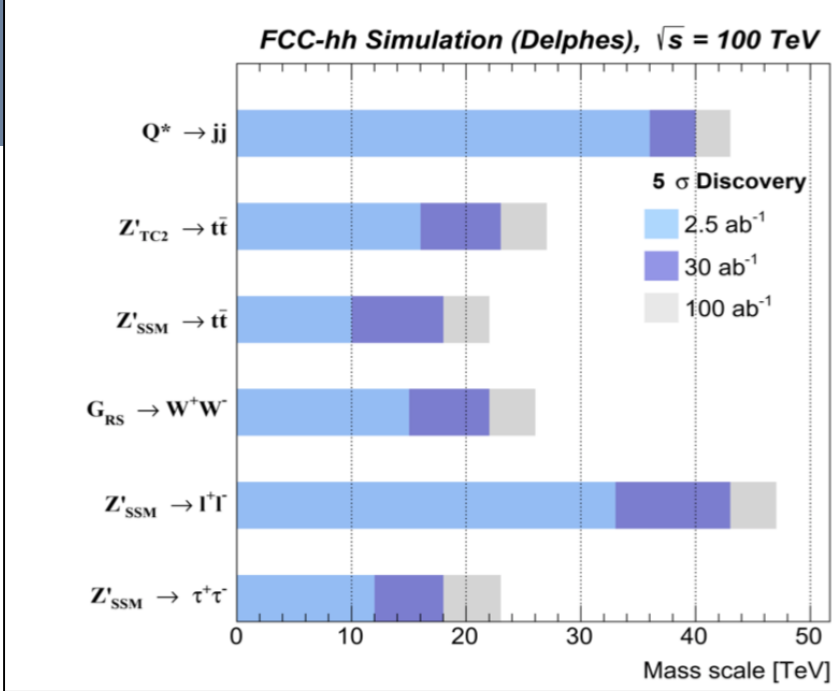 FCC-hh Simulation (Delphes), √s = 100 TeV
Q* → jj
Z'TC2 → tt̄
Z'SSM → tt̄
GRS → W⁺W⁻
Z'SSM → l⁺l⁻
Z'SSM → τ⁺τ⁻
5 σ Discovery
2.5 ab⁻¹
30 ab⁻¹
100 ab⁻¹
0 10 20 30 40 50
Mass scale [TeV]